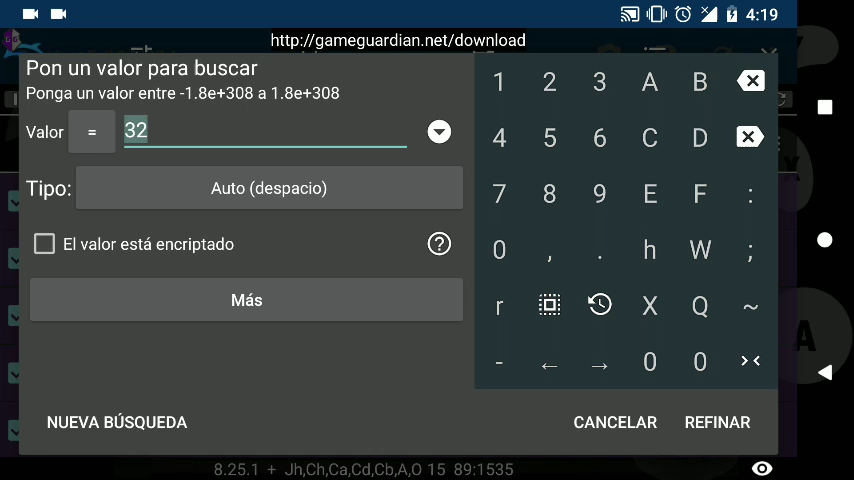 4:19
http://gameguardian.net/download
Pon un valor para buscar
Ponga un valor entre -1.8e+308 a 1.8e+308
Valor = 32
Tipo: Auto (despacio)
El valor está encriptado
Más
NUEVA BÚSQUEDA CANCELAR REFINAR
1 2 3 A B
4 5 6 C D
7 8 9 E F :
0 , . h W ;
r X Q ~
- ← → 0 0 ><
8.25.1 + Jh,Ch,Ca,Cd,Cb,A,O 15 89:1535
X
A